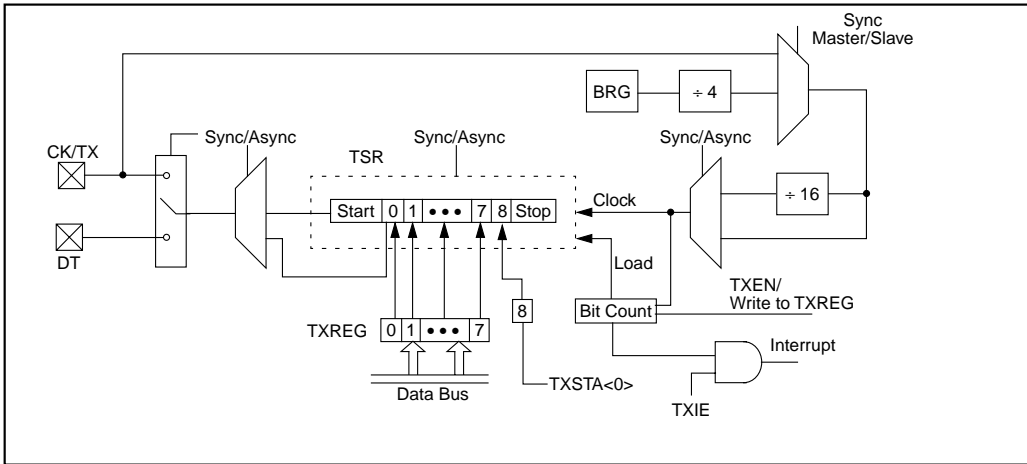 Sync
Master/Slave
BRG
÷ 4
Sync/Async
Sync/Async
Sync/Async
CK/TX
TSR
÷ 16
Start 0 1 ••• 7 8 Stop
Clock
DT
Load
TXEN/
Write to TXREG
8
Bit Count
TXREG 0 1 ••• 7
Interrupt
Data Bus
TXSTA<0>
TXIE